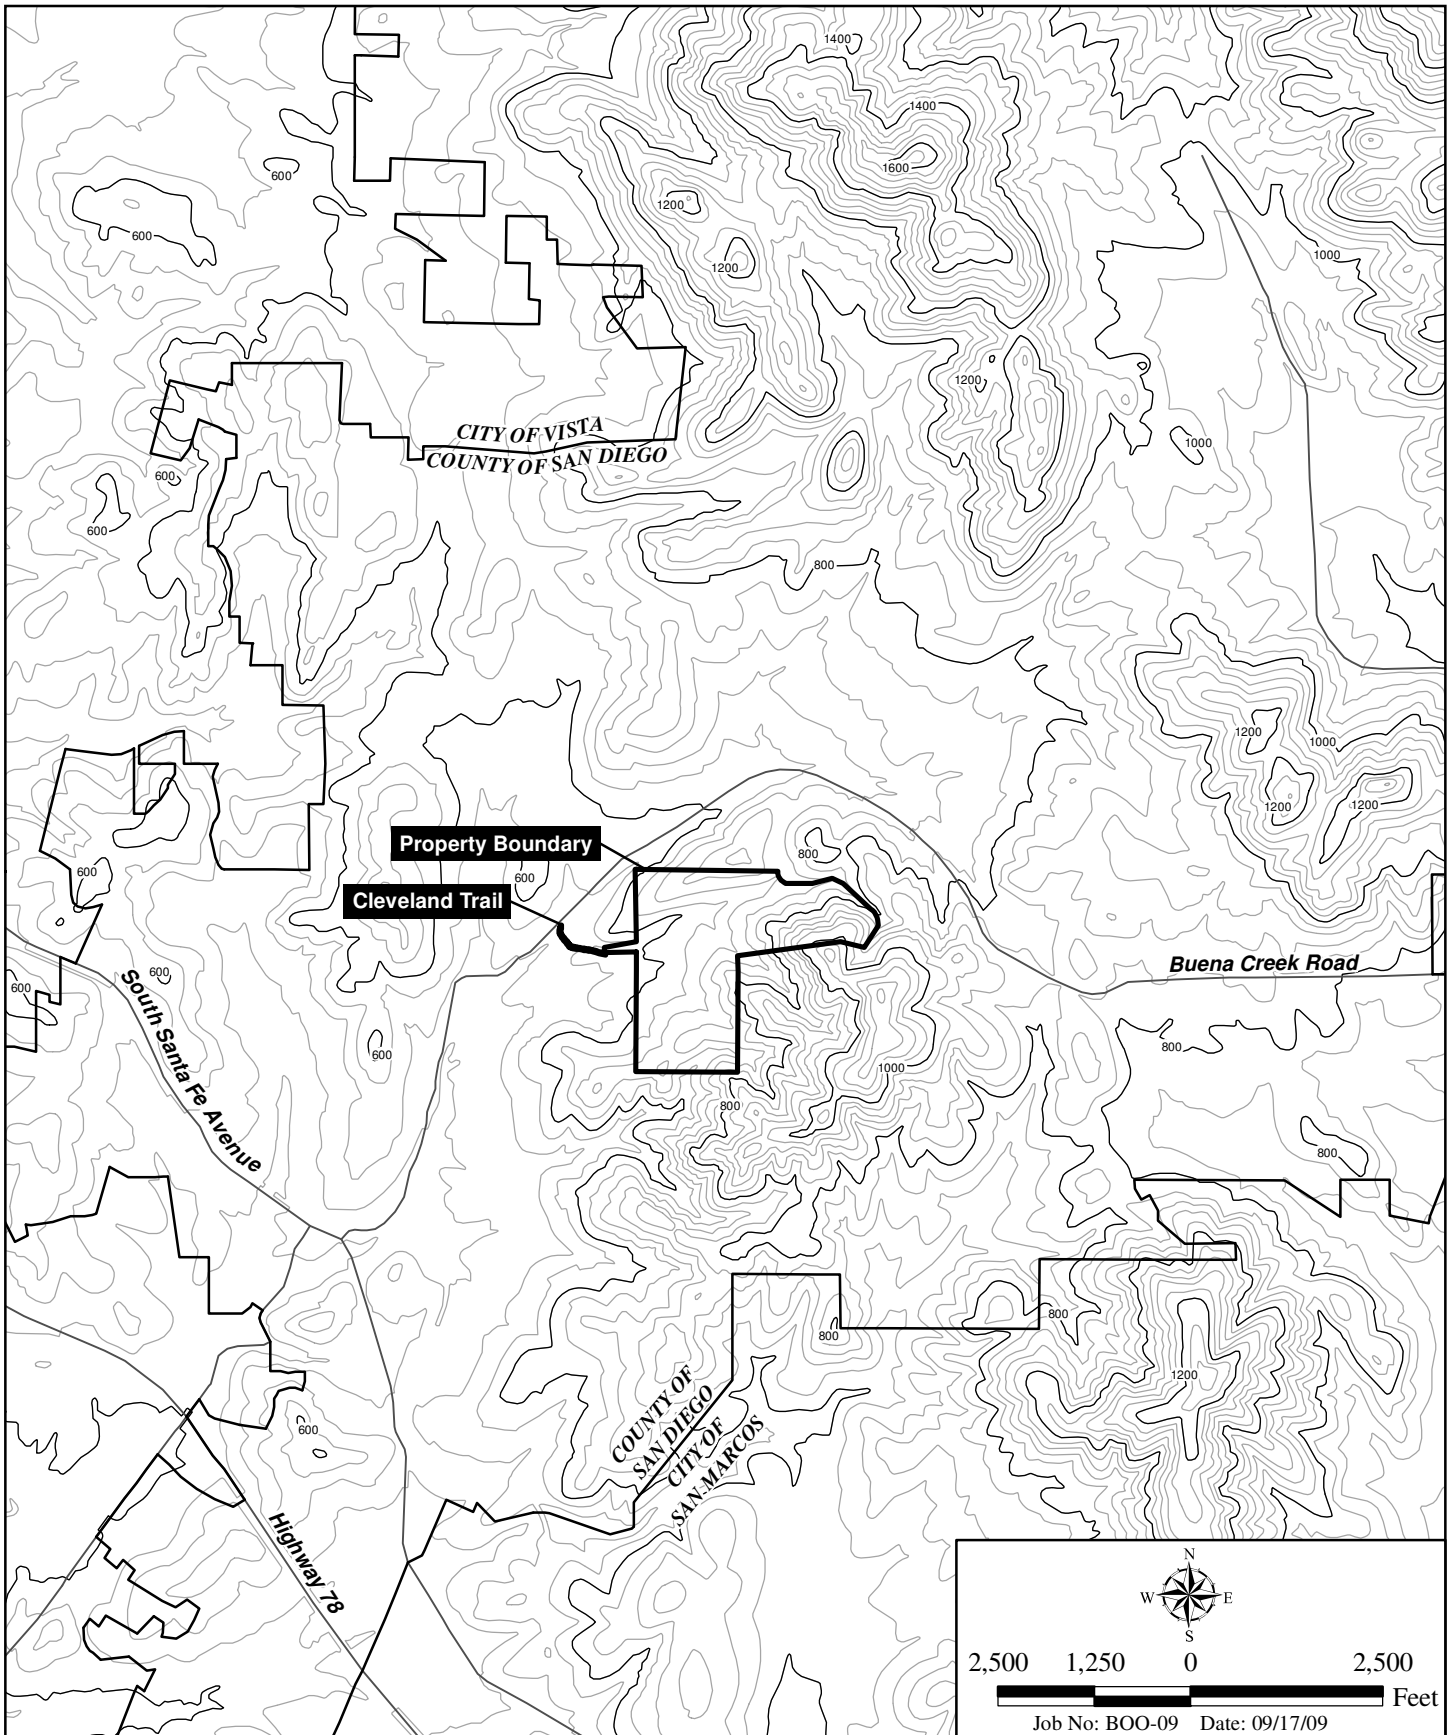 1400
1400
1600
600
1200
600
1200
1000
1200
CITY OF VISTA
COUNTY OF SAN DIEGO
1000
600
600
800
1200
1000
1200
1200
Property Boundary
800
600
600
Cleveland Trail
Buena Creek Road
600
600
South Santa Fe Avenue
800
600
1000
800
800
800
800
1200
COUNTY OF
SAN DIEGO
CITY OF
SAN MARCOS
600
Highway 78
N
W E
S
2,500 1,250 0 2,500
Feet
Job No: BOO-09 Date: 09/17/09